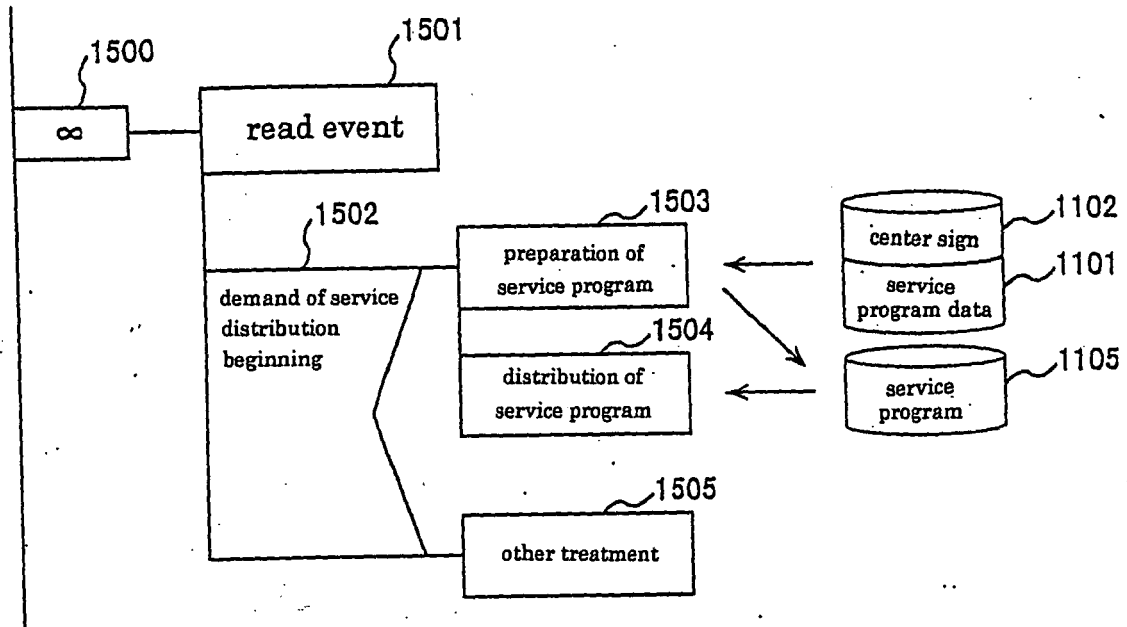 1500
∞
1501
read event
1502
demand of service
distribution
beginning
1503
preparation of
service program
1504
distribution of
service program
1505
other treatment
1102
center sign
1101
service
program data
1105
service
program